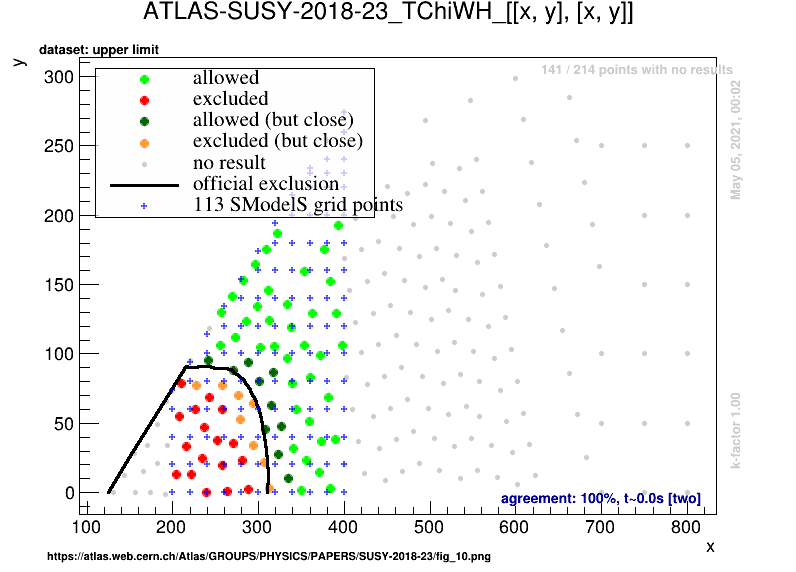 ATLAS-SUSY-2018-23_TChiWH_[[x, y], [x, y]]
dataset: upper limit
y
141 / 214 points with no results
allowed
excluded
allowed (but close)
excluded (but close)
no result
official exclusion
113 SModelS grid points
May 05, 2021, 00:02
k-factor 1.00
300
250
200
150
100
50
0
agreement: 100%, t~0.0s [two]
100 200 300 400 500 600 700 800
x
https://atlas.web.cern.ch/Atlas/GROUPS/PHYSICS/PAPERS/SUSY-2018-23/fig_10.png